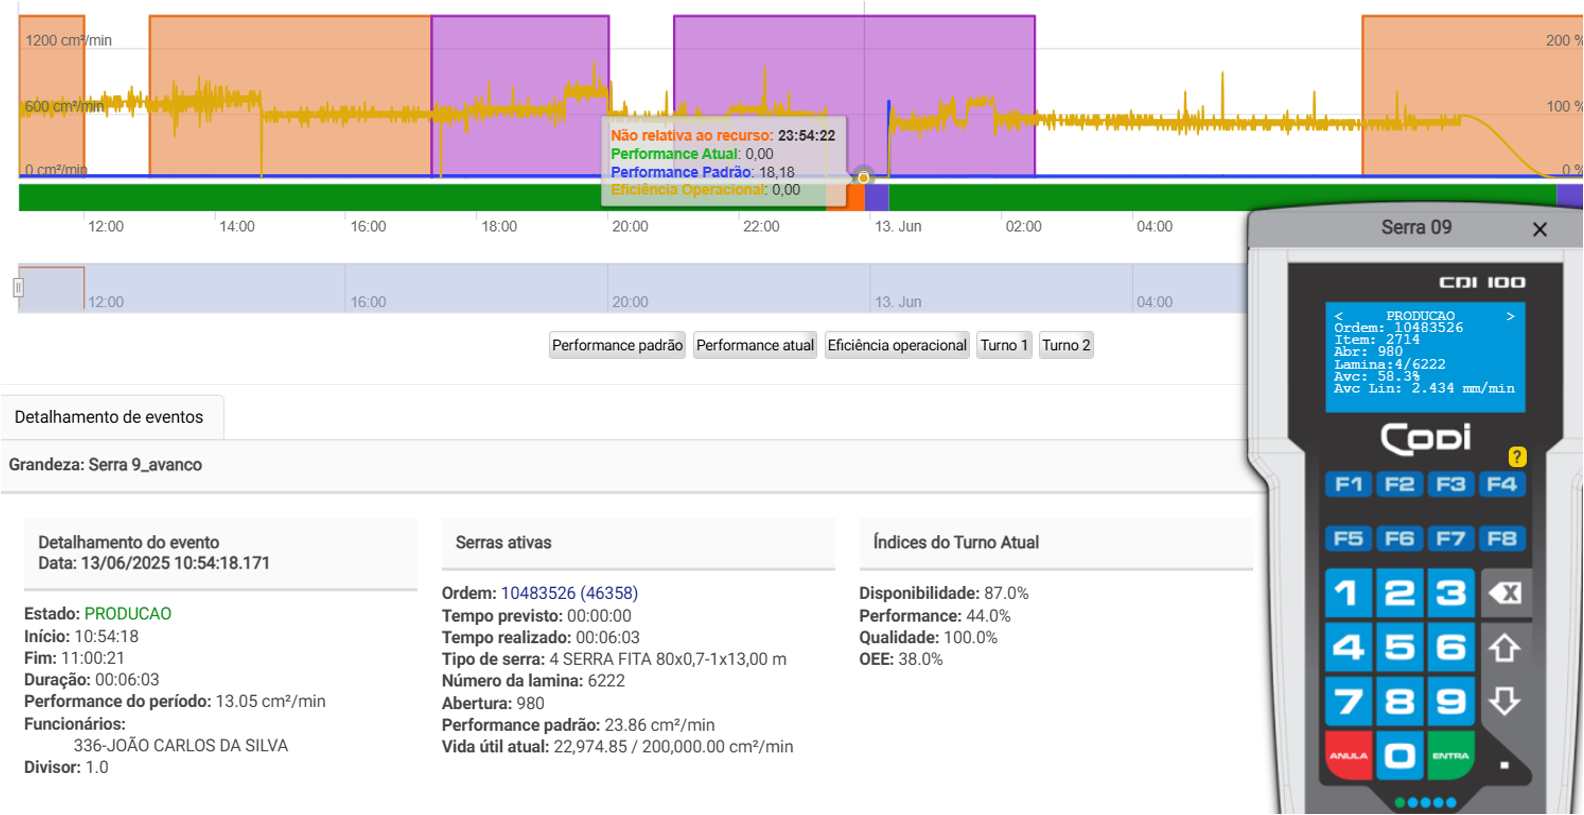 1200 cm²/min
200 %
600 cm²/min
100 %
0 cm²/min
0 %
Não relativa ao recurso: 23:54:22
Performance Atual: 0,00
Performance Padrão: 18,18
Eficiência Operacional: 0,00
12:00 14:00 16:00 18:00 20:00 22:00 13. Jun 02:00 04:00
12:00 16:00 20:00 13. Jun 04:00
Performance padrão Performance atual Eficiência operacional Turno 1 Turno 2
Detalhamento de eventos
Grandeza: Serra 9_avanco
Detalhamento do evento
Data: 13/06/2025 10:54:18.171
Estado: PRODUCAO
Início: 10:54:18
Fim: 11:00:21
Duração: 00:06:03
Performance do período: 13.05 cm²/min
Funcionários:
336-JOÃO CARLOS DA SILVA
Divisor: 1.0
Serras ativas
Ordem: 10483526 (46358)
Tempo previsto: 00:00:00
Tempo realizado: 00:06:03
Tipo de serra: 4 SERRA FITA 80x0,7-1x13,00 m
Número da lamina: 6222
Abertura: 980
Performance padrão: 23.86 cm²/min
Vida útil atual: 22,974.85 / 200,000.00 cm²/min
Índices do Turno Atual
Disponibilidade: 87.0%
Performance: 44.0%
Qualidade: 100.0%
OEE: 38.0%
Serra 09 ×
CDI 100
< PRODUCAO >
Ordem: 10483526
Item: 2714
Abr: 980
Lamina:4/6222
Avc: 58.3%
Avc Lin: 2.434 mm/min
CODI
?
F1 F2 F3 F4
F5 F6 F7 F8
1 2 3
4 5 6
7 8 9
ANULA 0 ENTRA .